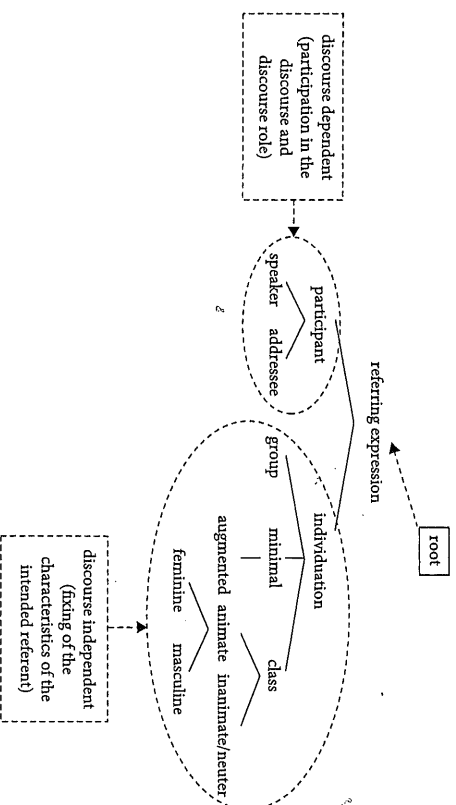 root
referring expression
participant
individuation
speaker addressee
group minimal class
augmented animate inanimate/neuter
feminine masculine
discourse dependent
(participation in the
discourse and
discourse role)
discourse independent
(fixing of the
characteristics of the
intended referent)